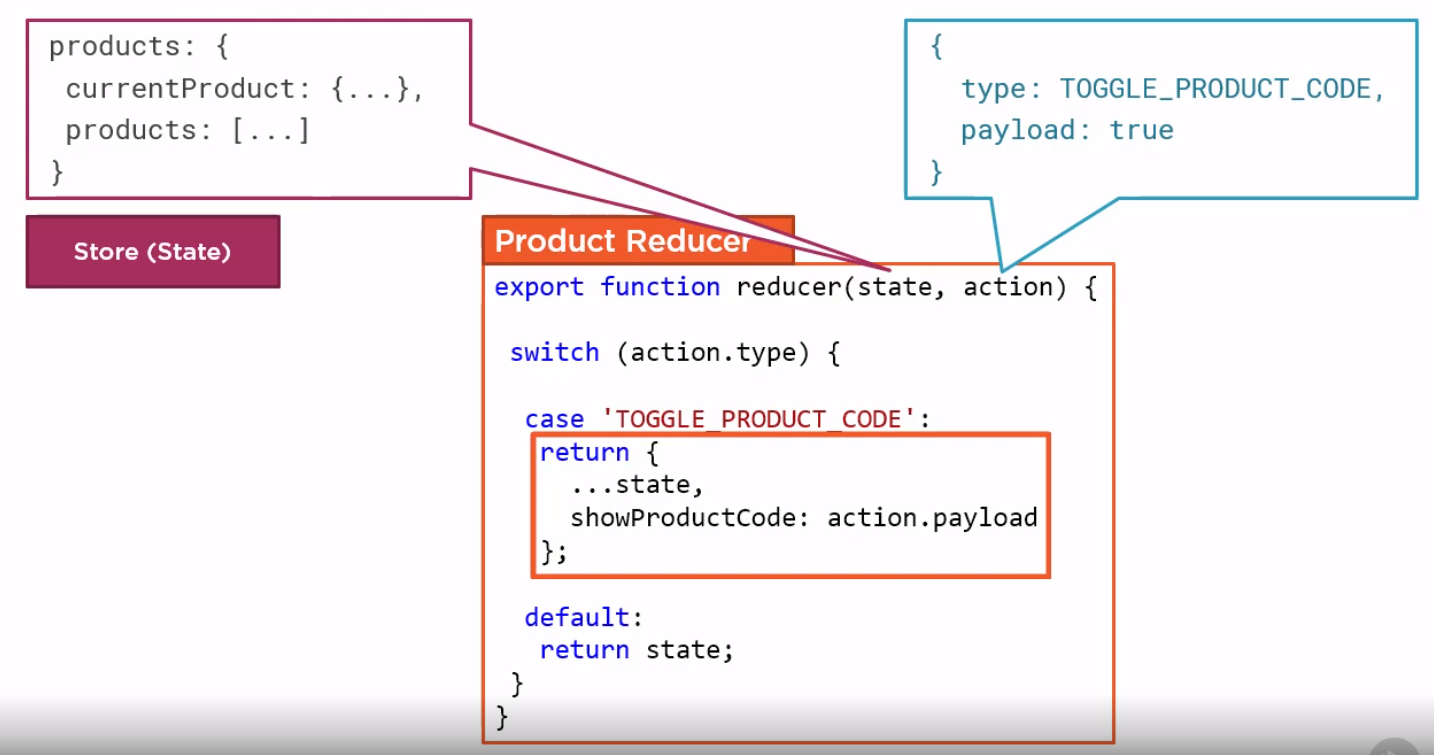 products: {
currentProduct: {...},
products: [...]
}
{
type: TOGGLE_PRODUCT_CODE,
payload: true
}
Store (State)
Product Reducer
export function reducer(state, action) {
switch (action.type) {
case 'TOGGLE_PRODUCT_CODE':
return {
...state,
showProductCode: action.payload
};
default:
return state;
}
}